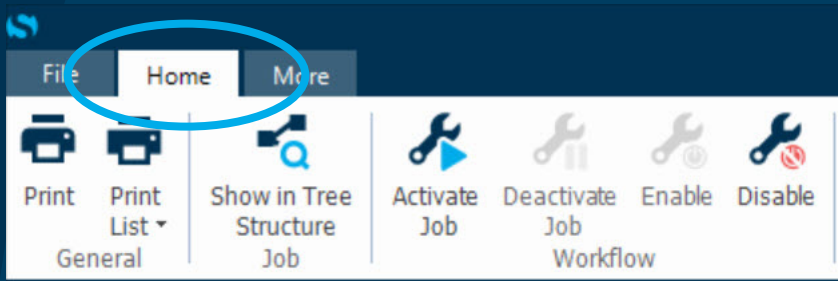 File Home More
Print Print List Show in Tree Structure Activate Job Deactivate Job Enable Disable
General Job Workflow